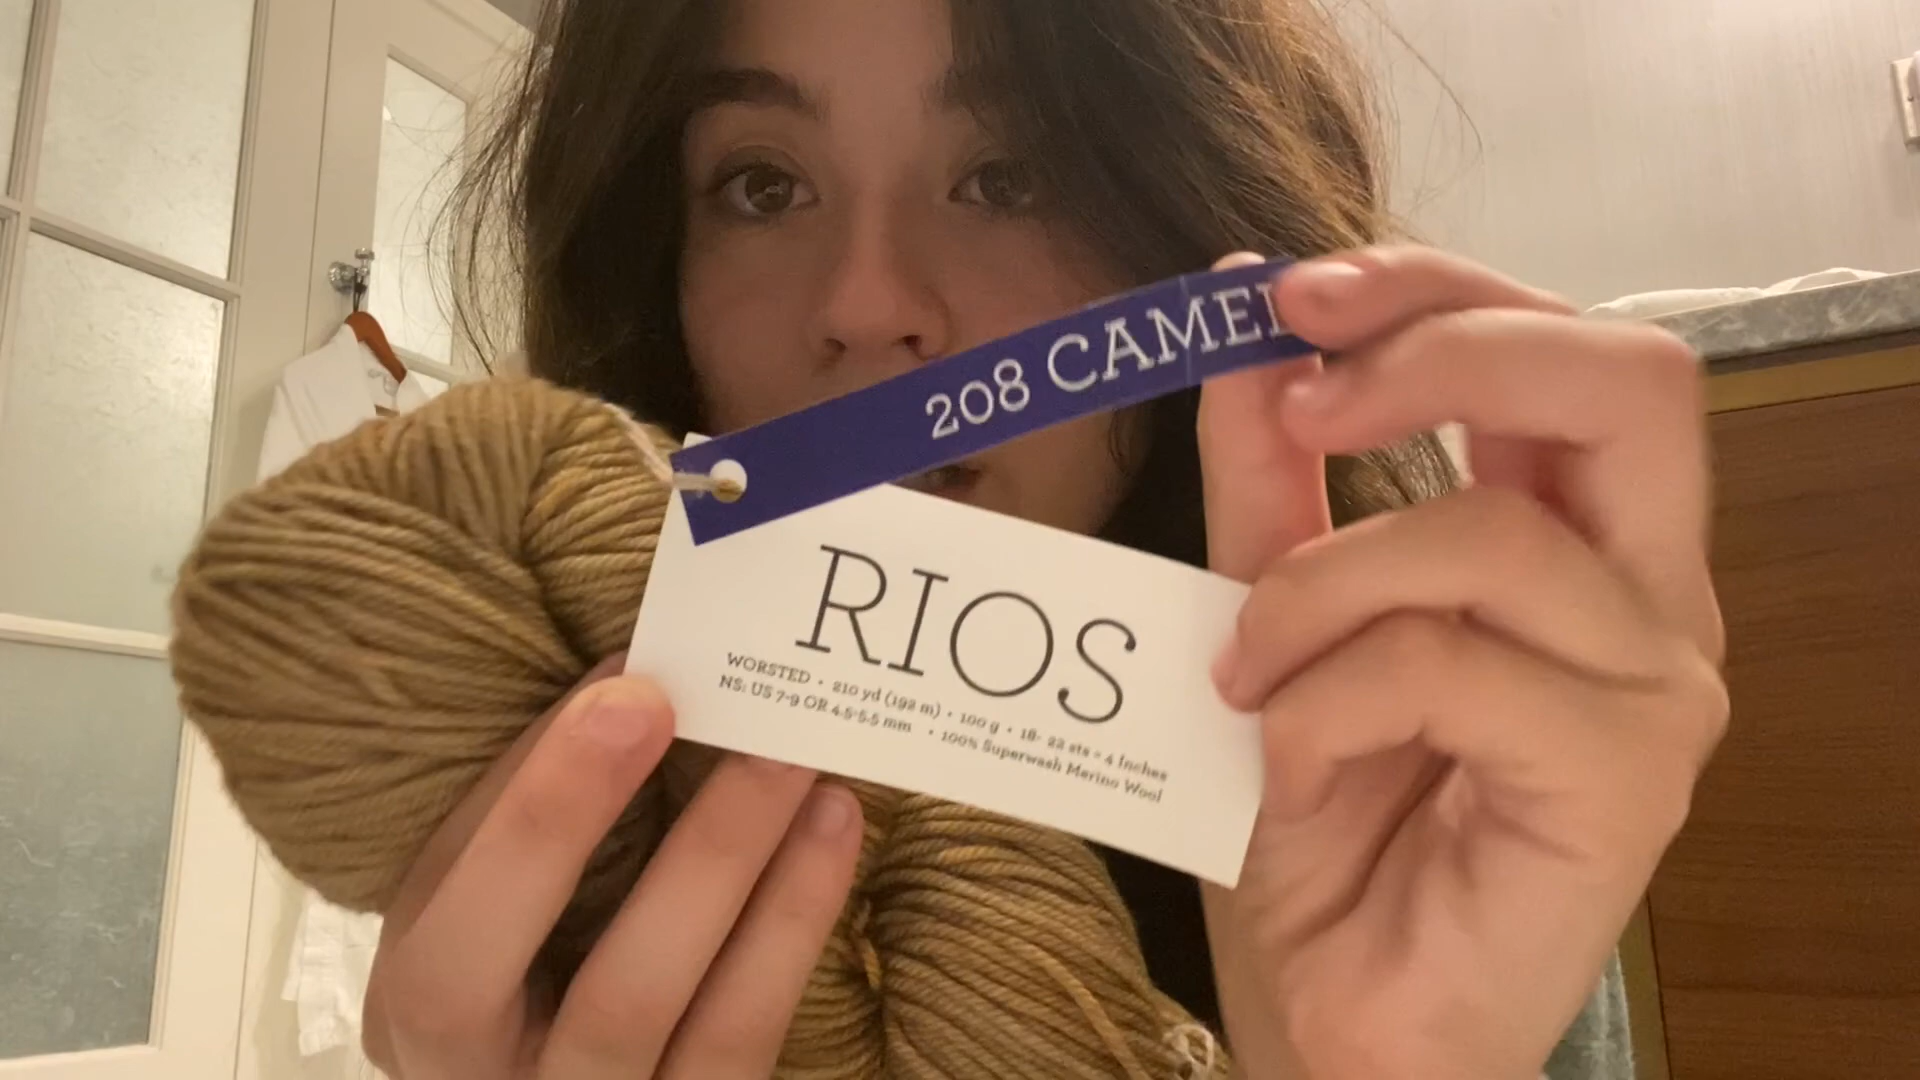 208 CAMEL
RIOS
WORSTED • 210 yd (192 m) • 100 g • 18- 22 sts = 4 Inches
NS: US 7-9 OR 4.5-5.5 mm • 100% Superwash Merino Wool